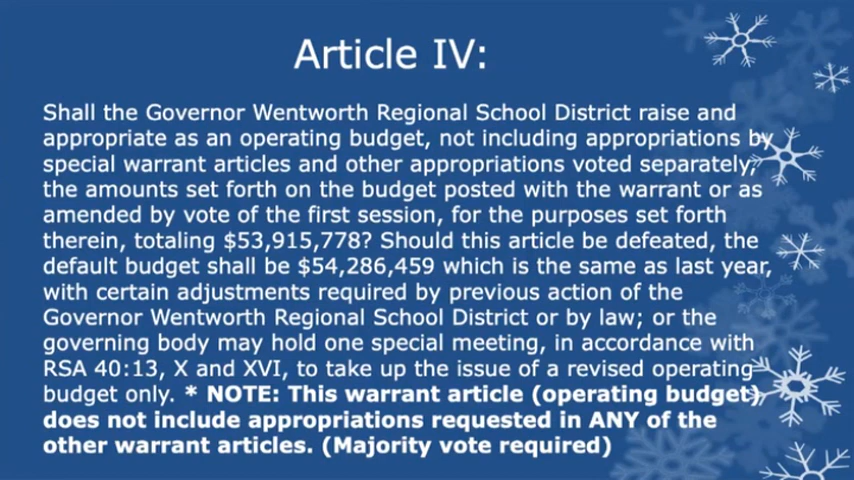 Article IV:
Shall the Governor Wentworth Regional School District raise and
appropriate as an operating budget, not including appropriations by
special warrant articles and other appropriations voted separately,
the amounts set forth on the budget posted with the warrant or as
amended by vote of the first session, for the purposes set forth
therein, totaling $53,915,778? Should this article be defeated, the
default budget shall be $54,286,459 which is the same as last year,
with certain adjustments required by previous action of the
Governor Wentworth Regional School District or by law; or the
governing body may hold one special meeting, in accordance with
RSA 40:13, X and XVI, to take up the issue of a revised operating
budget only. * NOTE: This warrant article (operating budget)
does not include appropriations requested in ANY of the
other warrant articles. (Majority vote required)